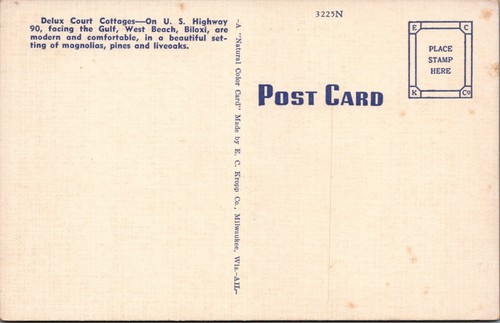 Delux Court Cottages—On U. S. Highway
90, facing the Gulf, West Beach, Biloxi, are
modern and comfortable, in a beautiful set-
ting of magnolias, pines and liveoaks.
—A "Natural Color Card" Made by E. C. Kropp Co., Milwaukee, Wis.—AIL—
3225N
POST CARD
E C
PLACE
STAMP
HERE
K Co